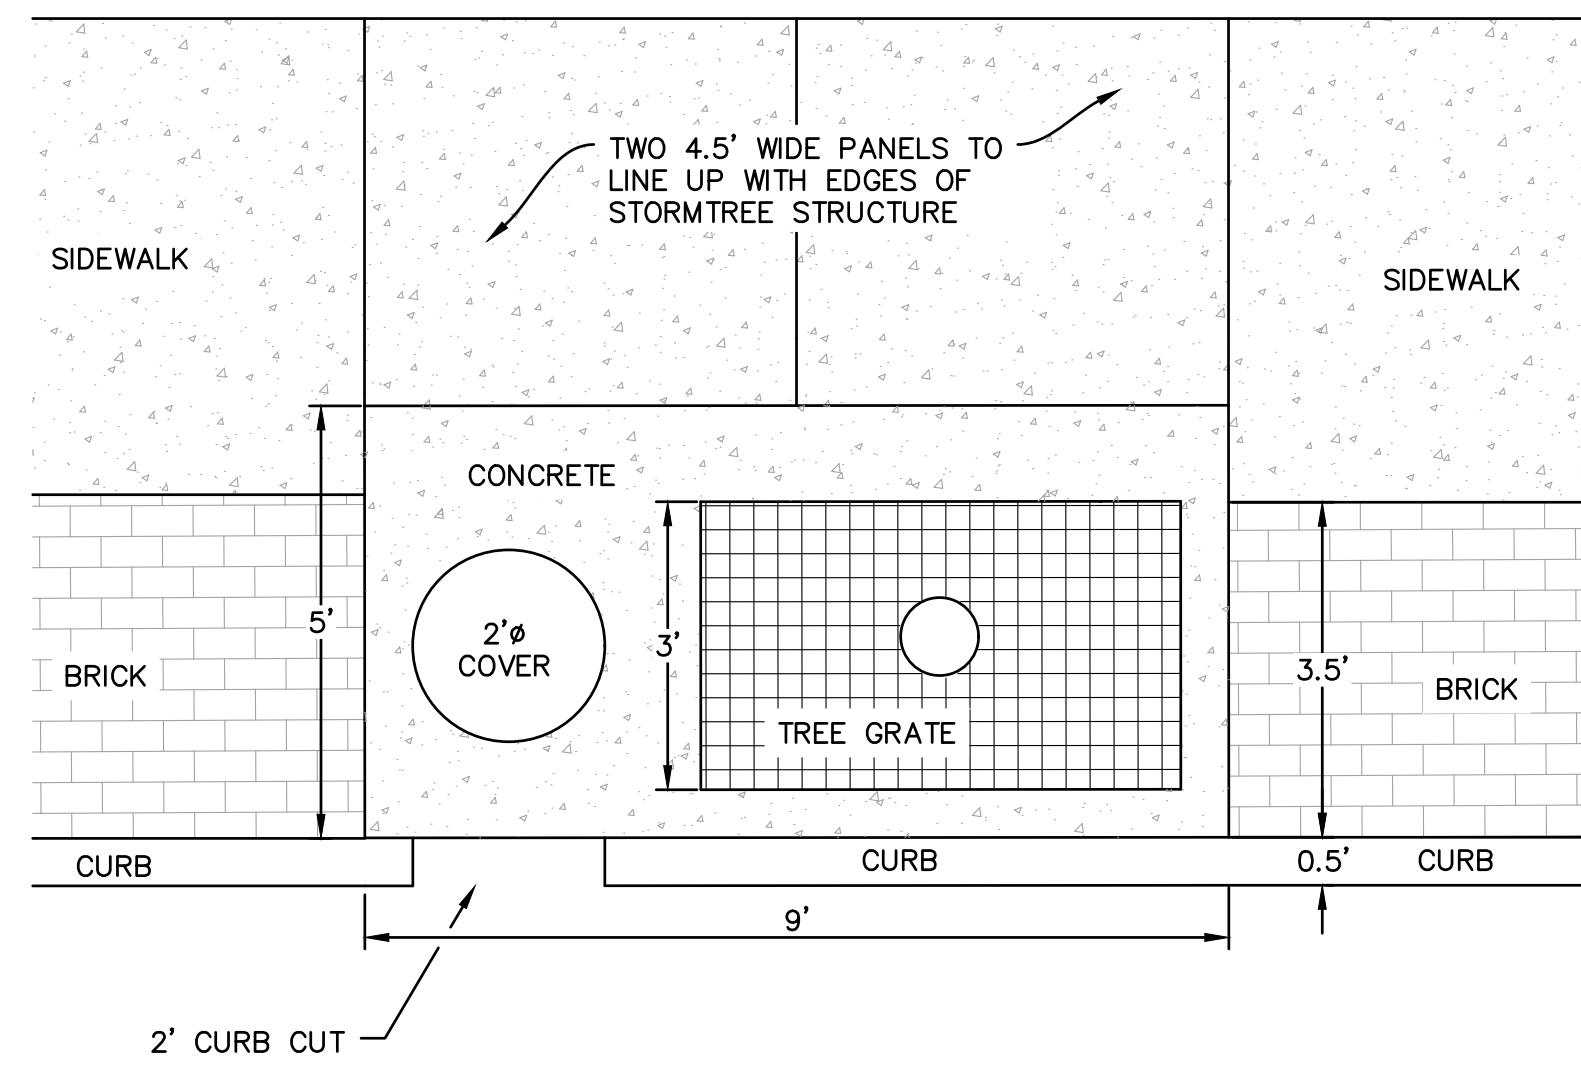 TWO 4.5' WIDE PANELS TO
LINE UP WITH EDGES OF
STORMTREE STRUCTURE
SIDEWALK
SIDEWALK
CONCRETE
5'
2'ø
COVER
3'
TREE GRATE
3.5'
BRICK
BRICK
CURB
CURB
0.5'
CURB
9'
2' CURB CUT